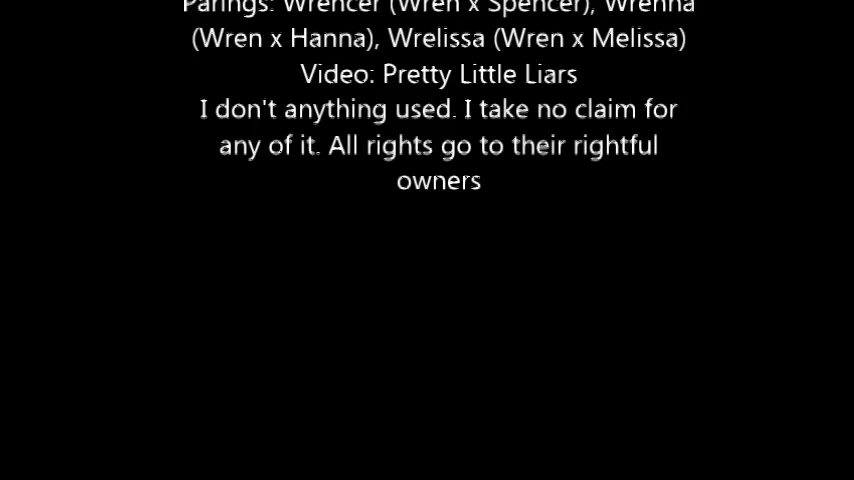 Parings: Wrencer (Wren x Spencer), Wrenna
(Wren x Hanna), Wrelissa (Wren x Melissa)
Video: Pretty Little Liars
I don't anything used. I take no claim for
any of it. All rights go to their rightful
owners